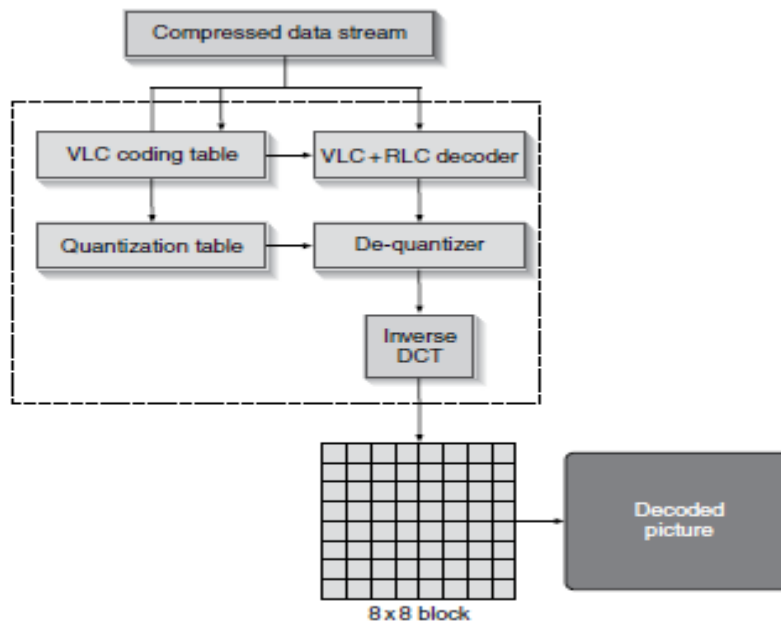 Compressed data stream
VLC coding table
VLC + RLC decoder
Quantization table
De-quantizer
Inverse
DCT
8 x 8 block
Decoded
picture